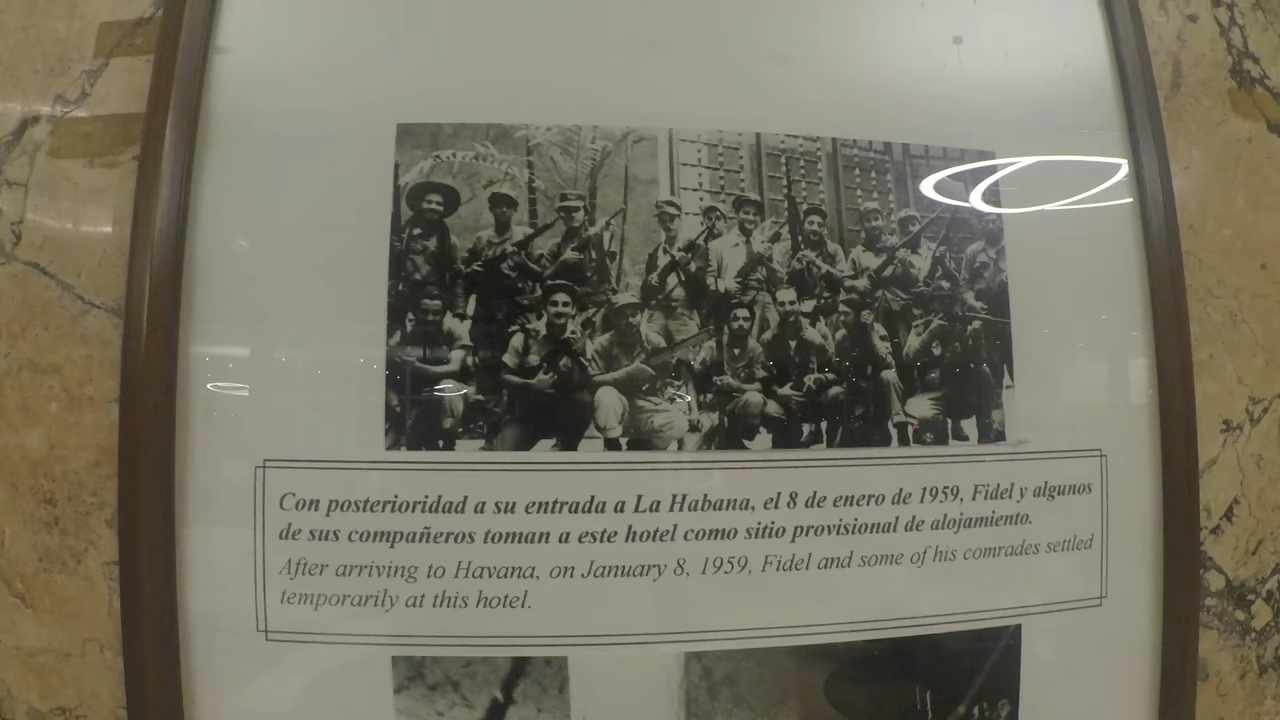 Con posterioridad a su entrada a La Habana, el 8 de enero de 1959, Fidel y algunos
de sus compañeros toman a este hotel como sitio provisional de alojamiento.
After arriving to Havana, on January 8, 1959, Fidel and some of his comrades settled
temporarily at this hotel.